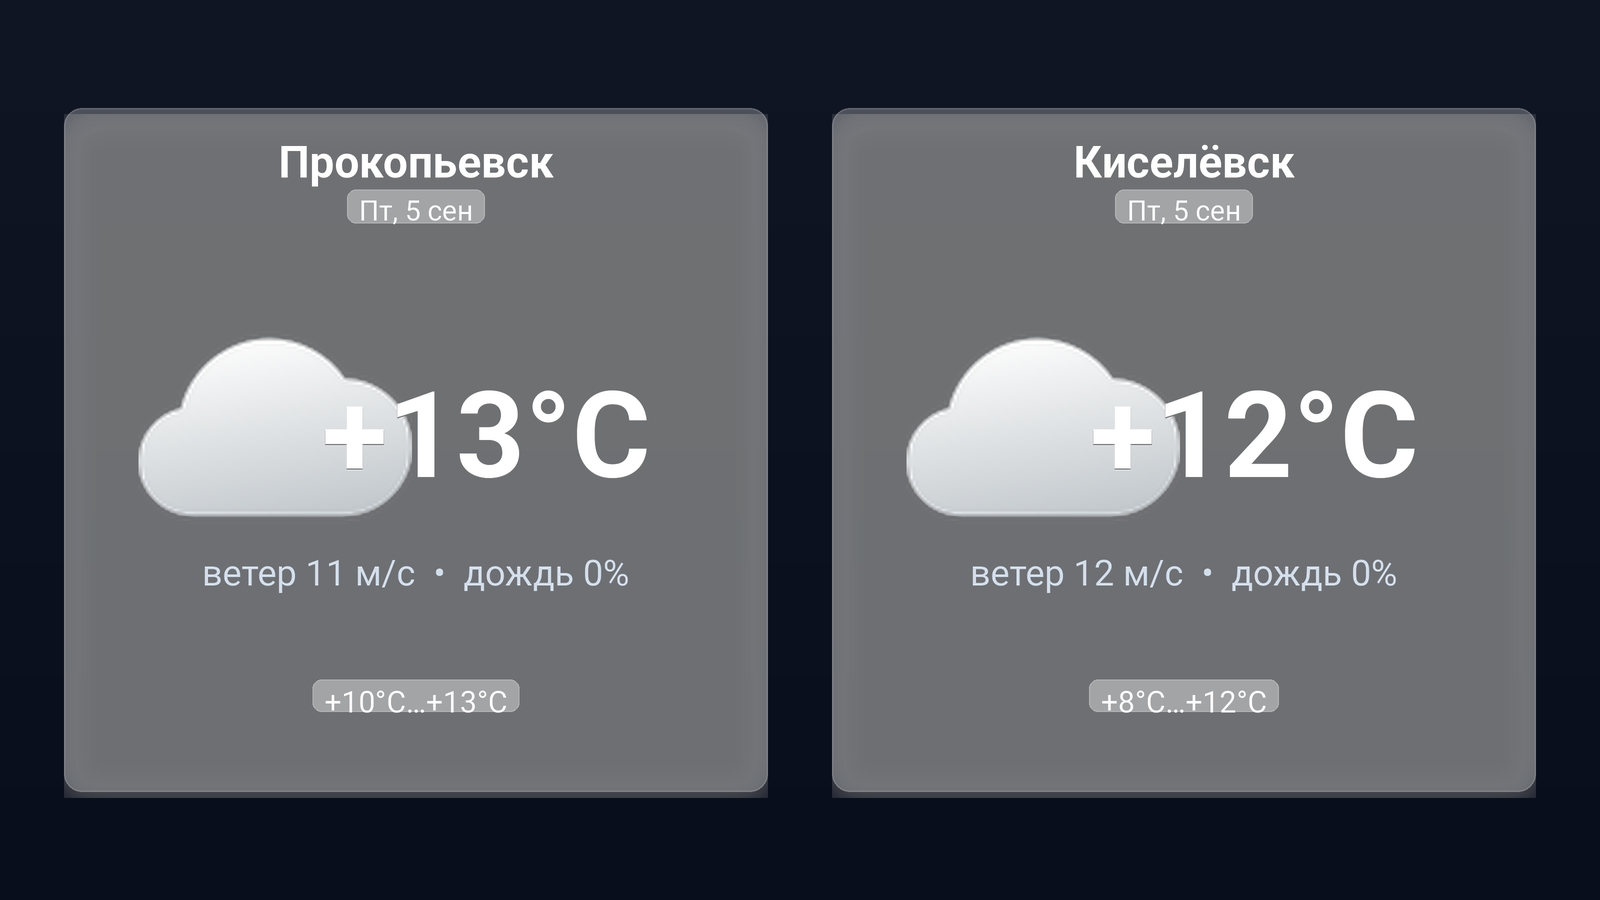 Прокопьевск
Пт, 5 сен
+13°C
ветер 11 м/с • дождь 0%
+10°C…+13°C
Киселёвск
Пт, 5 сен
+12°C
ветер 12 м/с • дождь 0%
+8°C…+12°C